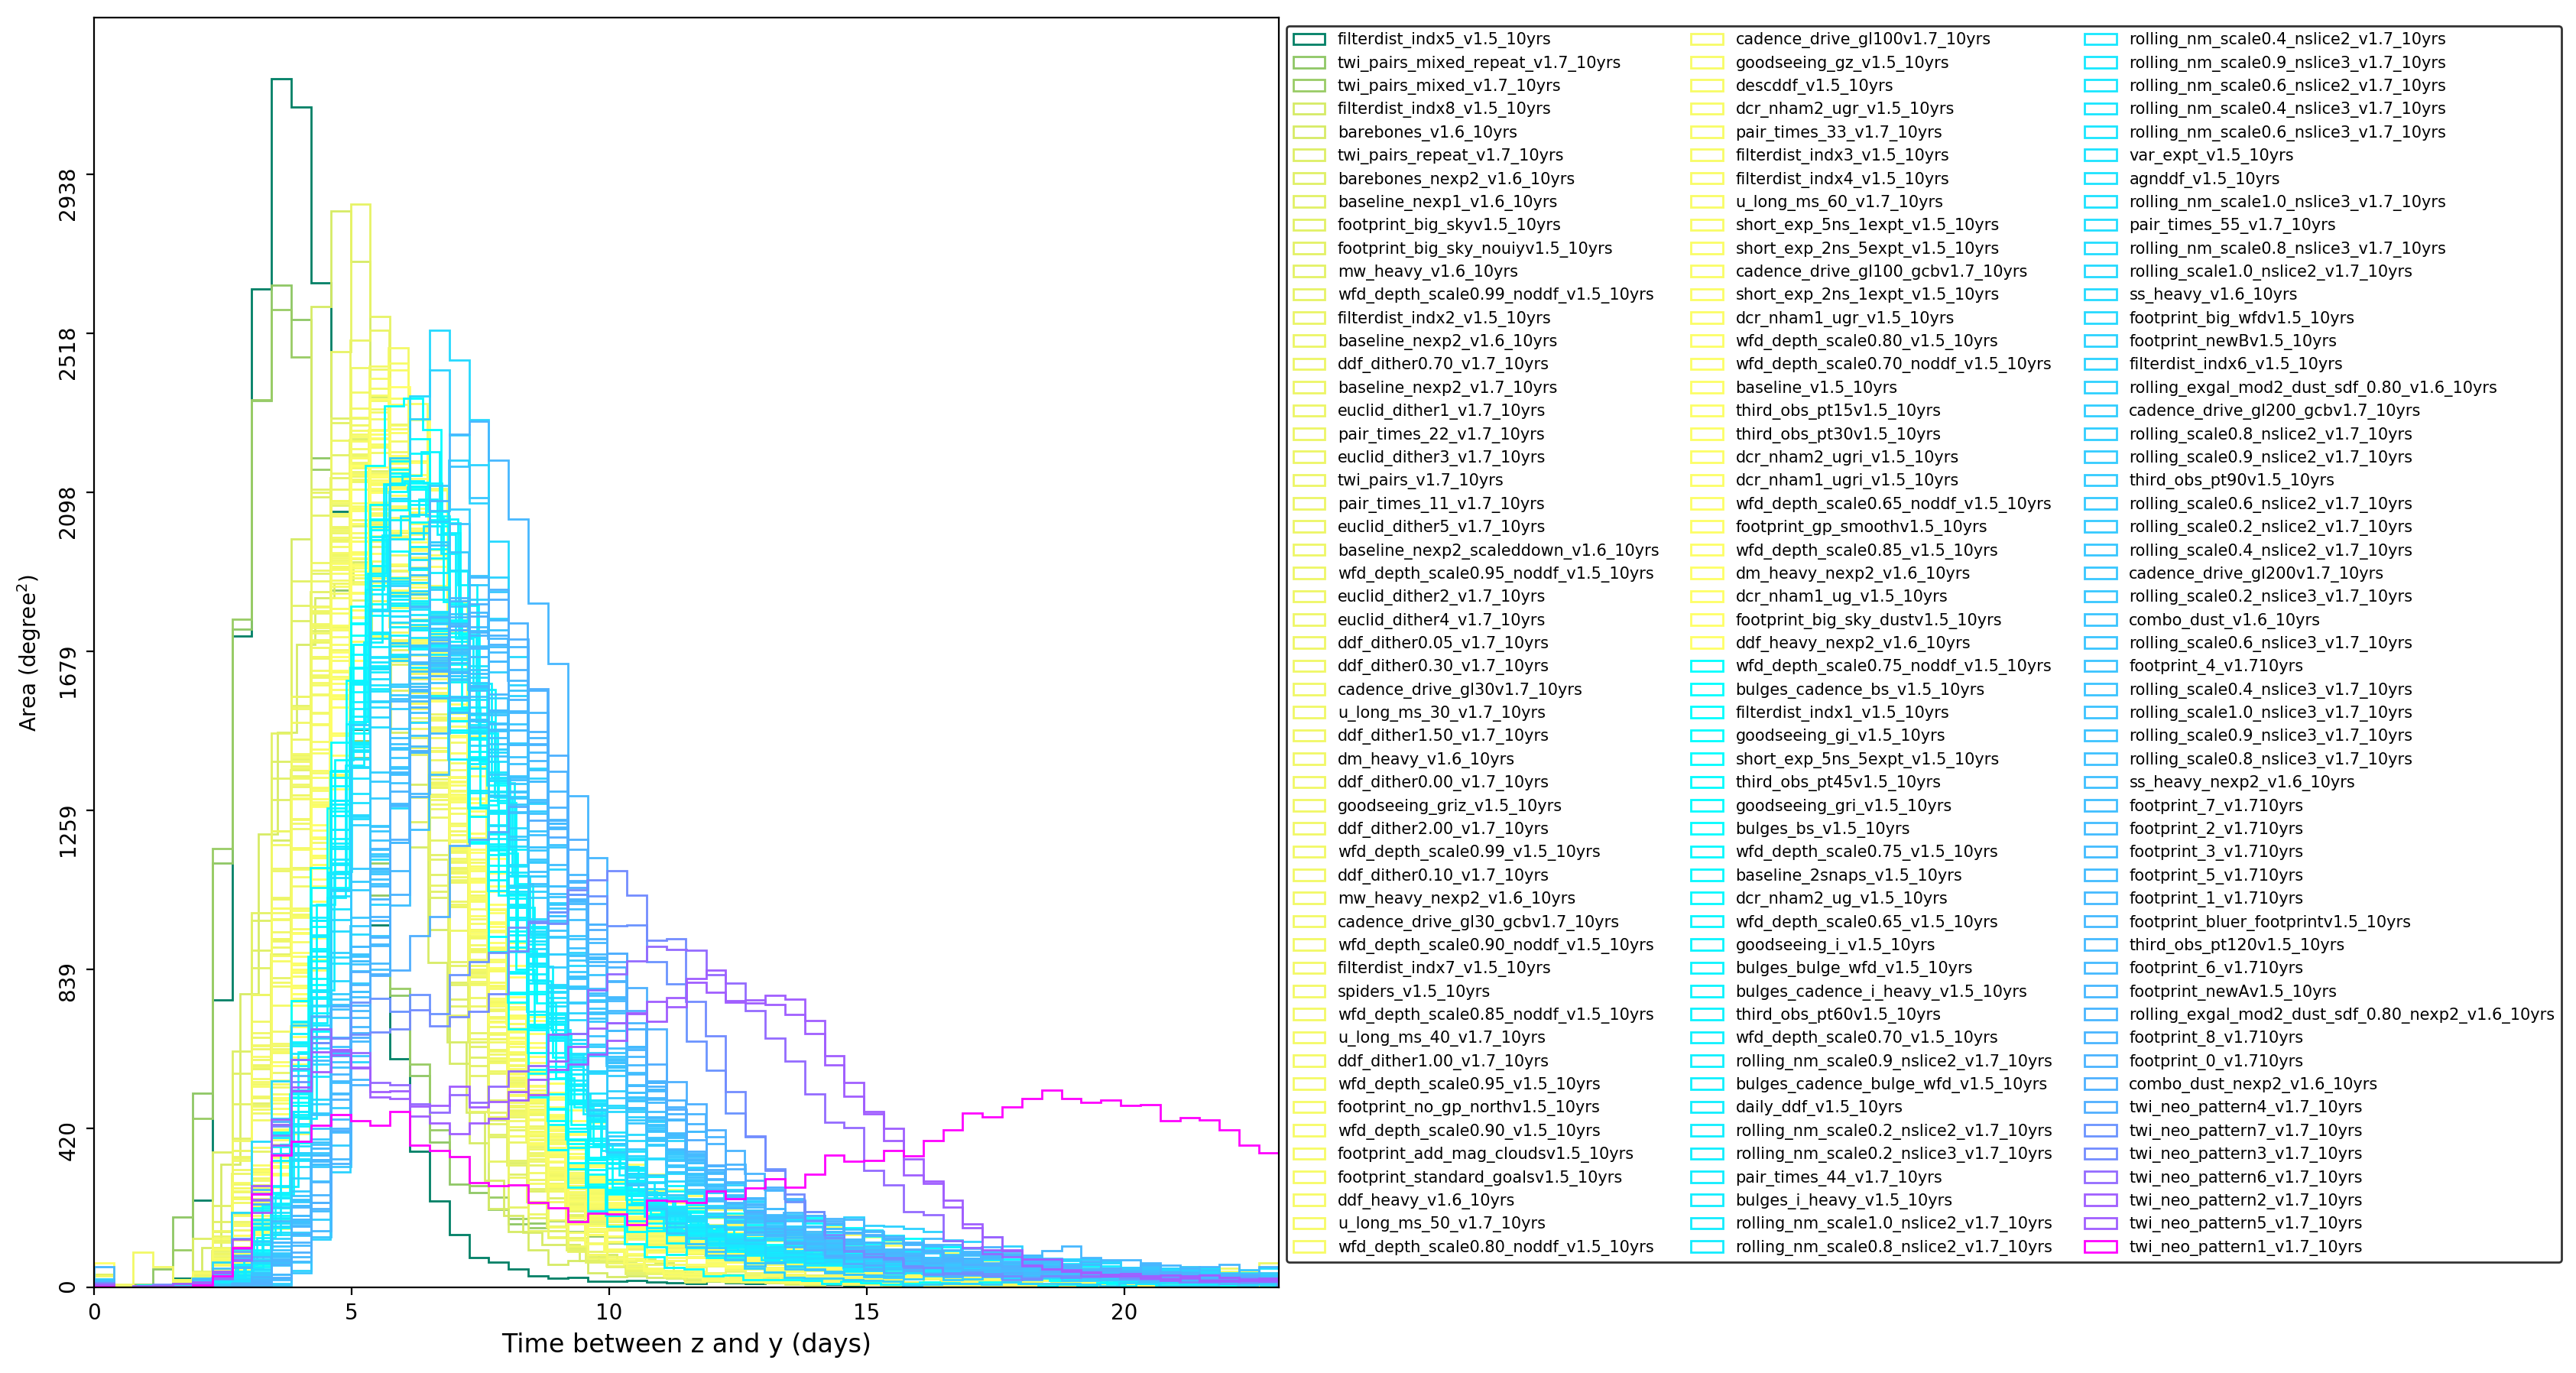 2938
2518
2098
1679
1259
839
420
0
Area (degree²)
0 5 10 15 20
Time between z and y (days)
filterdist_indx5_v1.5_10yrs
twi_pairs_mixed_repeat_v1.7_10yrs
twi_pairs_mixed_v1.7_10yrs
filterdist_indx8_v1.5_10yrs
barebones_v1.6_10yrs
twi_pairs_repeat_v1.7_10yrs
barebones_nexp2_v1.6_10yrs
baseline_nexp1_v1.6_10yrs
footprint_big_skyv1.5_10yrs
footprint_big_sky_nouiyv1.5_10yrs
mw_heavy_v1.6_10yrs
wfd_depth_scale0.99_noddf_v1.5_10yrs
filterdist_indx2_v1.5_10yrs
baseline_nexp2_v1.6_10yrs
ddf_dither0.70_v1.7_10yrs
baseline_nexp2_v1.7_10yrs
euclid_dither1_v1.7_10yrs
pair_times_22_v1.7_10yrs
euclid_dither3_v1.7_10yrs
twi_pairs_v1.7_10yrs
pair_times_11_v1.7_10yrs
euclid_dither5_v1.7_10yrs
baseline_nexp2_scaleddown_v1.6_10yrs
wfd_depth_scale0.95_noddf_v1.5_10yrs
euclid_dither2_v1.7_10yrs
euclid_dither4_v1.7_10yrs
ddf_dither0.05_v1.7_10yrs
ddf_dither0.30_v1.7_10yrs
cadence_drive_gl30v1.7_10yrs
u_long_ms_30_v1.7_10yrs
ddf_dither1.50_v1.7_10yrs
dm_heavy_v1.6_10yrs
ddf_dither0.00_v1.7_10yrs
goodseeing_griz_v1.5_10yrs
ddf_dither2.00_v1.7_10yrs
wfd_depth_scale0.99_v1.5_10yrs
ddf_dither0.10_v1.7_10yrs
mw_heavy_nexp2_v1.6_10yrs
cadence_drive_gl30_gcbv1.7_10yrs
wfd_depth_scale0.90_noddf_v1.5_10yrs
filterdist_indx7_v1.5_10yrs
spiders_v1.5_10yrs
wfd_depth_scale0.85_noddf_v1.5_10yrs
u_long_ms_40_v1.7_10yrs
ddf_dither1.00_v1.7_10yrs
wfd_depth_scale0.95_v1.5_10yrs
footprint_no_gp_northv1.5_10yrs
wfd_depth_scale0.90_v1.5_10yrs
footprint_add_mag_cloudsv1.5_10yrs
footprint_standard_goalsv1.5_10yrs
ddf_heavy_v1.6_10yrs
u_long_ms_50_v1.7_10yrs
wfd_depth_scale0.80_noddf_v1.5_10yrs
cadence_drive_gl100v1.7_10yrs
goodseeing_gz_v1.5_10yrs
descddf_v1.5_10yrs
dcr_nham2_ugr_v1.5_10yrs
pair_times_33_v1.7_10yrs
filterdist_indx3_v1.5_10yrs
filterdist_indx4_v1.5_10yrs
u_long_ms_60_v1.7_10yrs
short_exp_5ns_1expt_v1.5_10yrs
short_exp_2ns_5expt_v1.5_10yrs
cadence_drive_gl100_gcbv1.7_10yrs
short_exp_2ns_1expt_v1.5_10yrs
dcr_nham1_ugr_v1.5_10yrs
wfd_depth_scale0.80_v1.5_10yrs
wfd_depth_scale0.70_noddf_v1.5_10yrs
baseline_v1.5_10yrs
third_obs_pt15v1.5_10yrs
third_obs_pt30v1.5_10yrs
dcr_nham2_ugri_v1.5_10yrs
dcr_nham1_ugri_v1.5_10yrs
wfd_depth_scale0.65_noddf_v1.5_10yrs
footprint_gp_smoothv1.5_10yrs
wfd_depth_scale0.85_v1.5_10yrs
dm_heavy_nexp2_v1.6_10yrs
dcr_nham1_ug_v1.5_10yrs
footprint_big_sky_dustv1.5_10yrs
ddf_heavy_nexp2_v1.6_10yrs
wfd_depth_scale0.75_noddf_v1.5_10yrs
bulges_cadence_bs_v1.5_10yrs
filterdist_indx1_v1.5_10yrs
goodseeing_gi_v1.5_10yrs
short_exp_5ns_5expt_v1.5_10yrs
third_obs_pt45v1.5_10yrs
goodseeing_gri_v1.5_10yrs
bulges_bs_v1.5_10yrs
wfd_depth_scale0.75_v1.5_10yrs
baseline_2snaps_v1.5_10yrs
dcr_nham2_ug_v1.5_10yrs
wfd_depth_scale0.65_v1.5_10yrs
goodseeing_i_v1.5_10yrs
bulges_bulge_wfd_v1.5_10yrs
bulges_cadence_i_heavy_v1.5_10yrs
third_obs_pt60v1.5_10yrs
wfd_depth_scale0.70_v1.5_10yrs
rolling_nm_scale0.9_nslice2_v1.7_10yrs
bulges_cadence_bulge_wfd_v1.5_10yrs
daily_ddf_v1.5_10yrs
rolling_nm_scale0.2_nslice2_v1.7_10yrs
rolling_nm_scale0.2_nslice3_v1.7_10yrs
pair_times_44_v1.7_10yrs
bulges_i_heavy_v1.5_10yrs
rolling_nm_scale1.0_nslice2_v1.7_10yrs
rolling_nm_scale0.8_nslice2_v1.7_10yrs
rolling_nm_scale0.4_nslice2_v1.7_10yrs
rolling_nm_scale0.9_nslice3_v1.7_10yrs
rolling_nm_scale0.6_nslice2_v1.7_10yrs
rolling_nm_scale0.4_nslice3_v1.7_10yrs
rolling_nm_scale0.6_nslice3_v1.7_10yrs
var_expt_v1.5_10yrs
agnddf_v1.5_10yrs
rolling_nm_scale1.0_nslice3_v1.7_10yrs
pair_times_55_v1.7_10yrs
rolling_nm_scale0.8_nslice3_v1.7_10yrs
rolling_scale1.0_nslice2_v1.7_10yrs
ss_heavy_v1.6_10yrs
footprint_big_wfdv1.5_10yrs
footprint_newBv1.5_10yrs
filterdist_indx6_v1.5_10yrs
rolling_exgal_mod2_dust_sdf_0.80_v1.6_10yrs
cadence_drive_gl200_gcbv1.7_10yrs
rolling_scale0.8_nslice2_v1.7_10yrs
rolling_scale0.9_nslice2_v1.7_10yrs
third_obs_pt90v1.5_10yrs
rolling_scale0.6_nslice2_v1.7_10yrs
rolling_scale0.2_nslice2_v1.7_10yrs
rolling_scale0.4_nslice2_v1.7_10yrs
cadence_drive_gl200v1.7_10yrs
rolling_scale0.2_nslice3_v1.7_10yrs
combo_dust_v1.6_10yrs
rolling_scale0.6_nslice3_v1.7_10yrs
footprint_4_v1.710yrs
rolling_scale0.4_nslice3_v1.7_10yrs
rolling_scale1.0_nslice3_v1.7_10yrs
rolling_scale0.9_nslice3_v1.7_10yrs
rolling_scale0.8_nslice3_v1.7_10yrs
ss_heavy_nexp2_v1.6_10yrs
footprint_7_v1.710yrs
footprint_2_v1.710yrs
footprint_3_v1.710yrs
footprint_5_v1.710yrs
footprint_1_v1.710yrs
footprint_bluer_footprintv1.5_10yrs
third_obs_pt120v1.5_10yrs
footprint_6_v1.710yrs
footprint_newAv1.5_10yrs
rolling_exgal_mod2_dust_sdf_0.80_nexp2_v1.6_10yrs
footprint_8_v1.710yrs
footprint_0_v1.710yrs
combo_dust_nexp2_v1.6_10yrs
twi_neo_pattern4_v1.7_10yrs
twi_neo_pattern7_v1.7_10yrs
twi_neo_pattern3_v1.7_10yrs
twi_neo_pattern6_v1.7_10yrs
twi_neo_pattern2_v1.7_10yrs
twi_neo_pattern5_v1.7_10yrs
twi_neo_pattern1_v1.7_10yrs